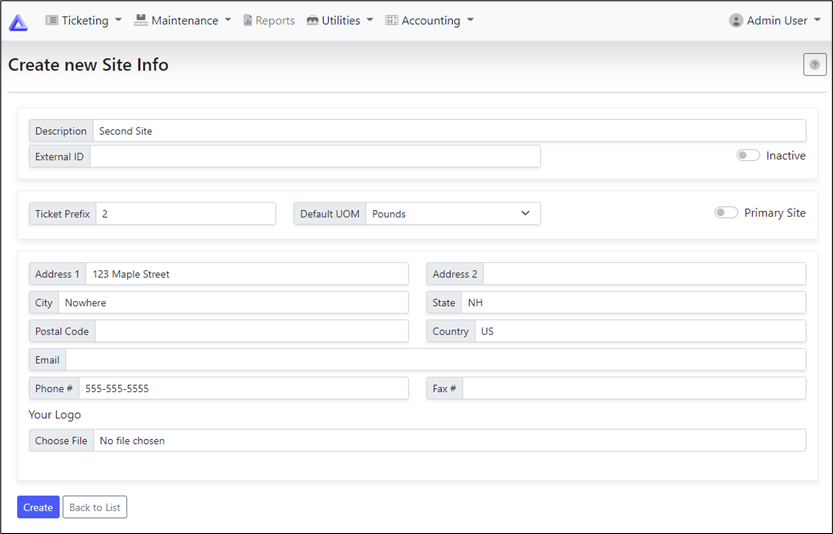 Ticketing Maintenance Reports Utilities Accounting Admin User
Create new Site Info
Description Second Site
External ID Inactive
Ticket Prefix 2 Default UOM Pounds Primary Site
Address 1 123 Maple Street Address 2
City Nowhere State NH
Postal Code Country US
Email
Phone # 555-555-5555 Fax #
Your Logo
Choose File No file chosen
Create Back to List